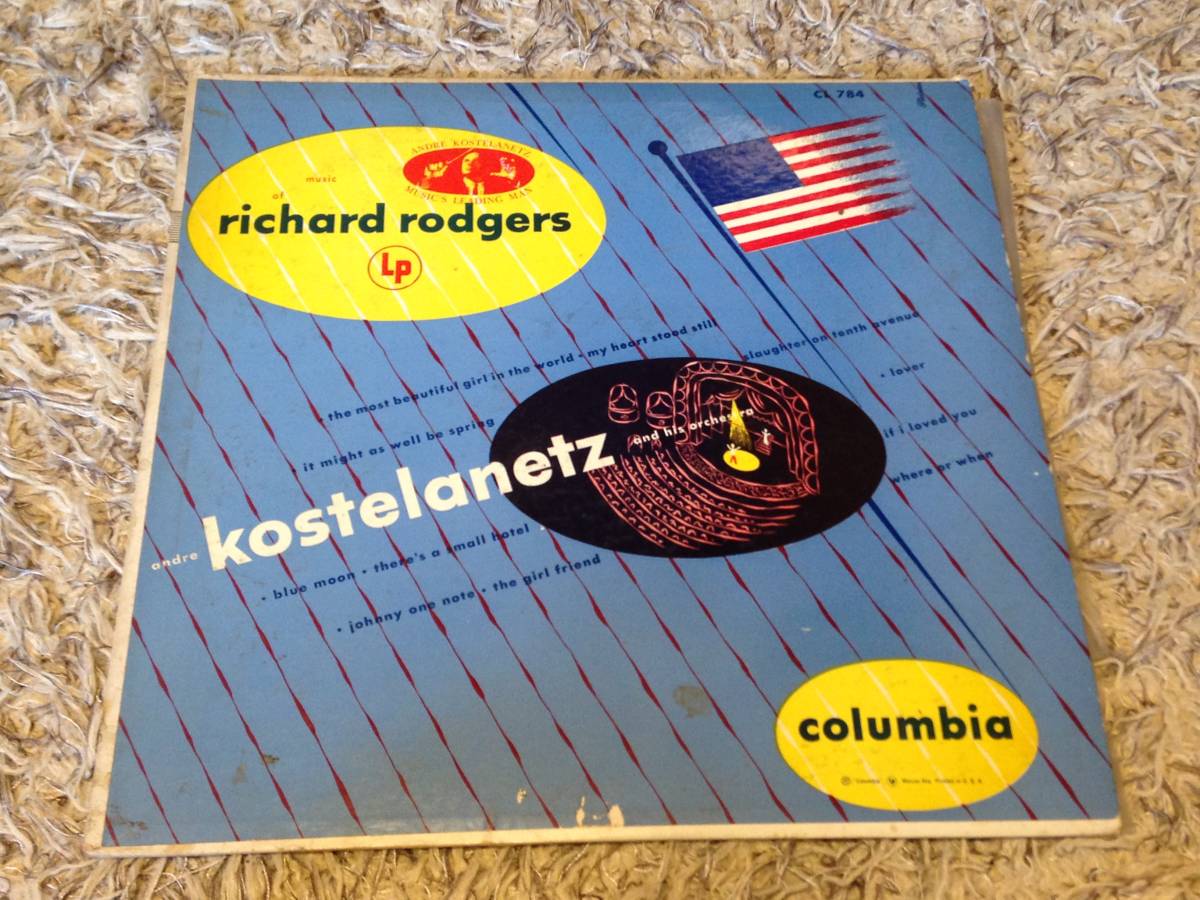 CL 784
ANDRE KOSTELANETZ
MUSIC'S LEADING MAN
music
of
richard rodgers
Lp
• the most beautiful girl in the world • my heart stood still
slaughter on tenth avenue
• it might as well be spring
• lover
andre kostelanetz and his orchestra
if i loved you
where or when
• blue moon • there's a small hotel
• johnny one note • the girl friend
columbia